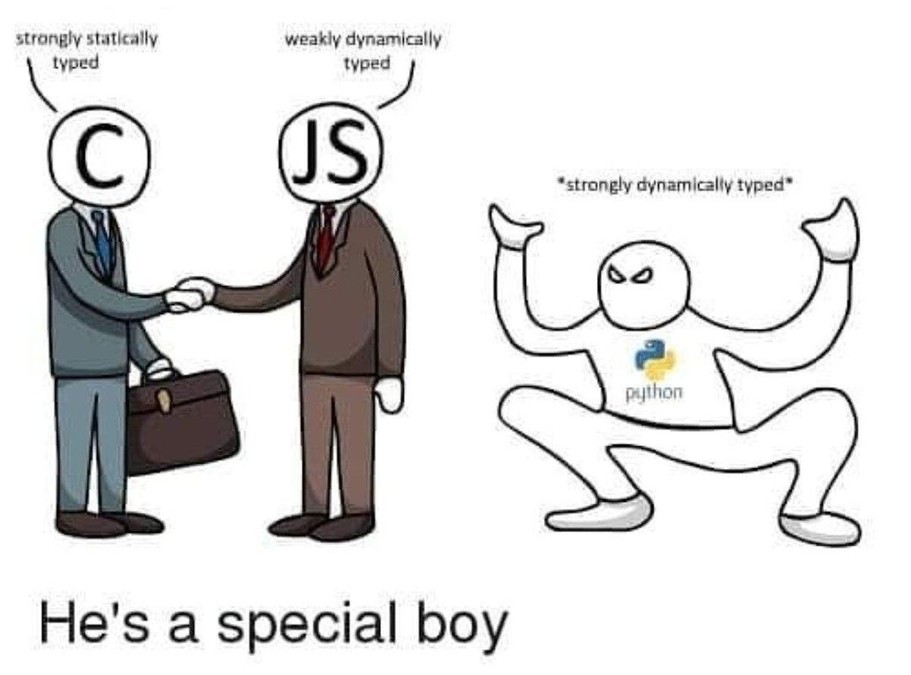 strongly statically
typed
weakly dynamically
typed
C
JS
*strongly dynamically typed*
python
He's a special boy